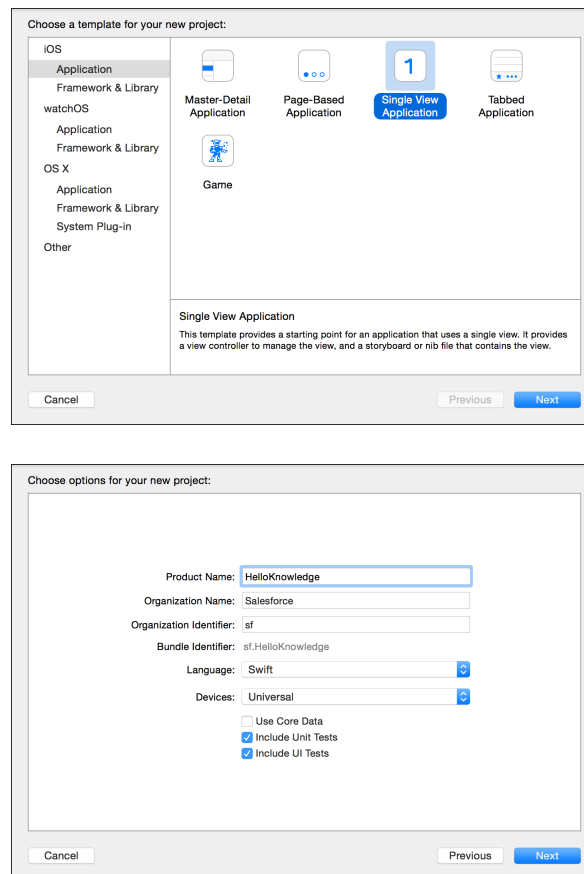 Choose a template for your new project:
iOS
Application
Framework & Library
watchOS
Application
Framework & Library
OS X
Application
Framework & Library
System Plug-in
Other
Master-Detail
Application
Page-Based
Application
1
Single View
Application
Tabbed
Application
Game
Single View Application
This template provides a starting point for an application that uses a single view. It provides
a view controller to manage the view, and a storyboard or nib file that contains the view.
Cancel
Previous
Next
Choose options for your new project:
Product Name: HelloKnowledge
Organization Name: Salesforce
Organization Identifier: sf
Bundle Identifier: sf.HelloKnowledge
Language: Swift
Devices: Universal
Use Core Data
Include Unit Tests
Include UI Tests
Cancel
Previous
Next